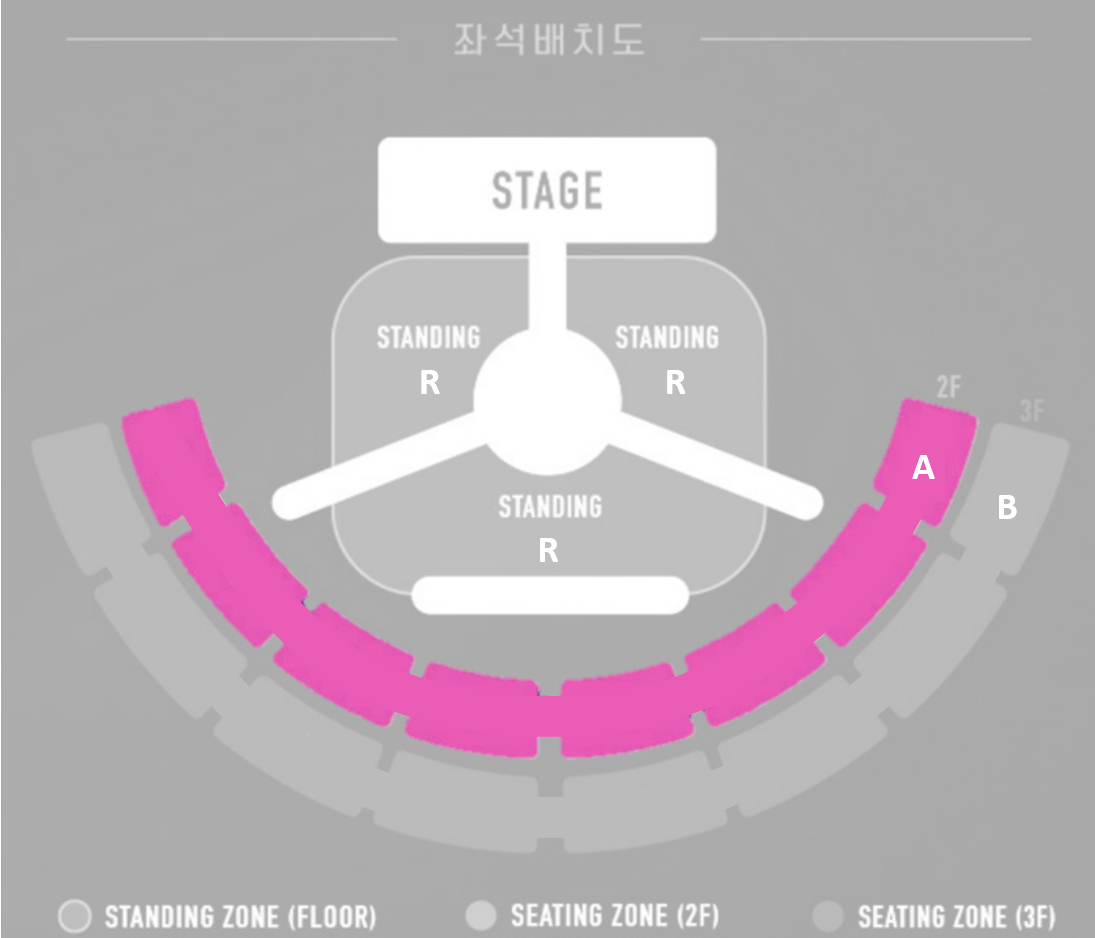 좌석배치도
STAGE
STANDING
R
STANDING
R
2F
3F
A
B
STANDING
R
STANDING ZONE (FLOOR)
SEATING ZONE (2F)
SEATING ZONE (3F)